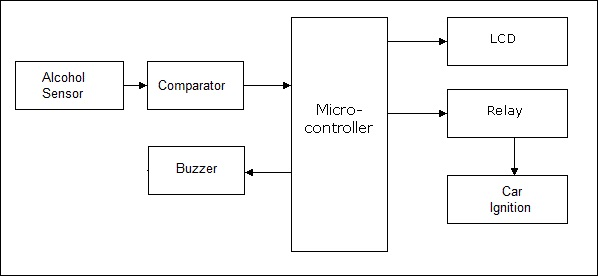 Alcohol
Sensor
Comparator
Buzzer
Micro-
controller
LCD
Relay
Car
Ignition